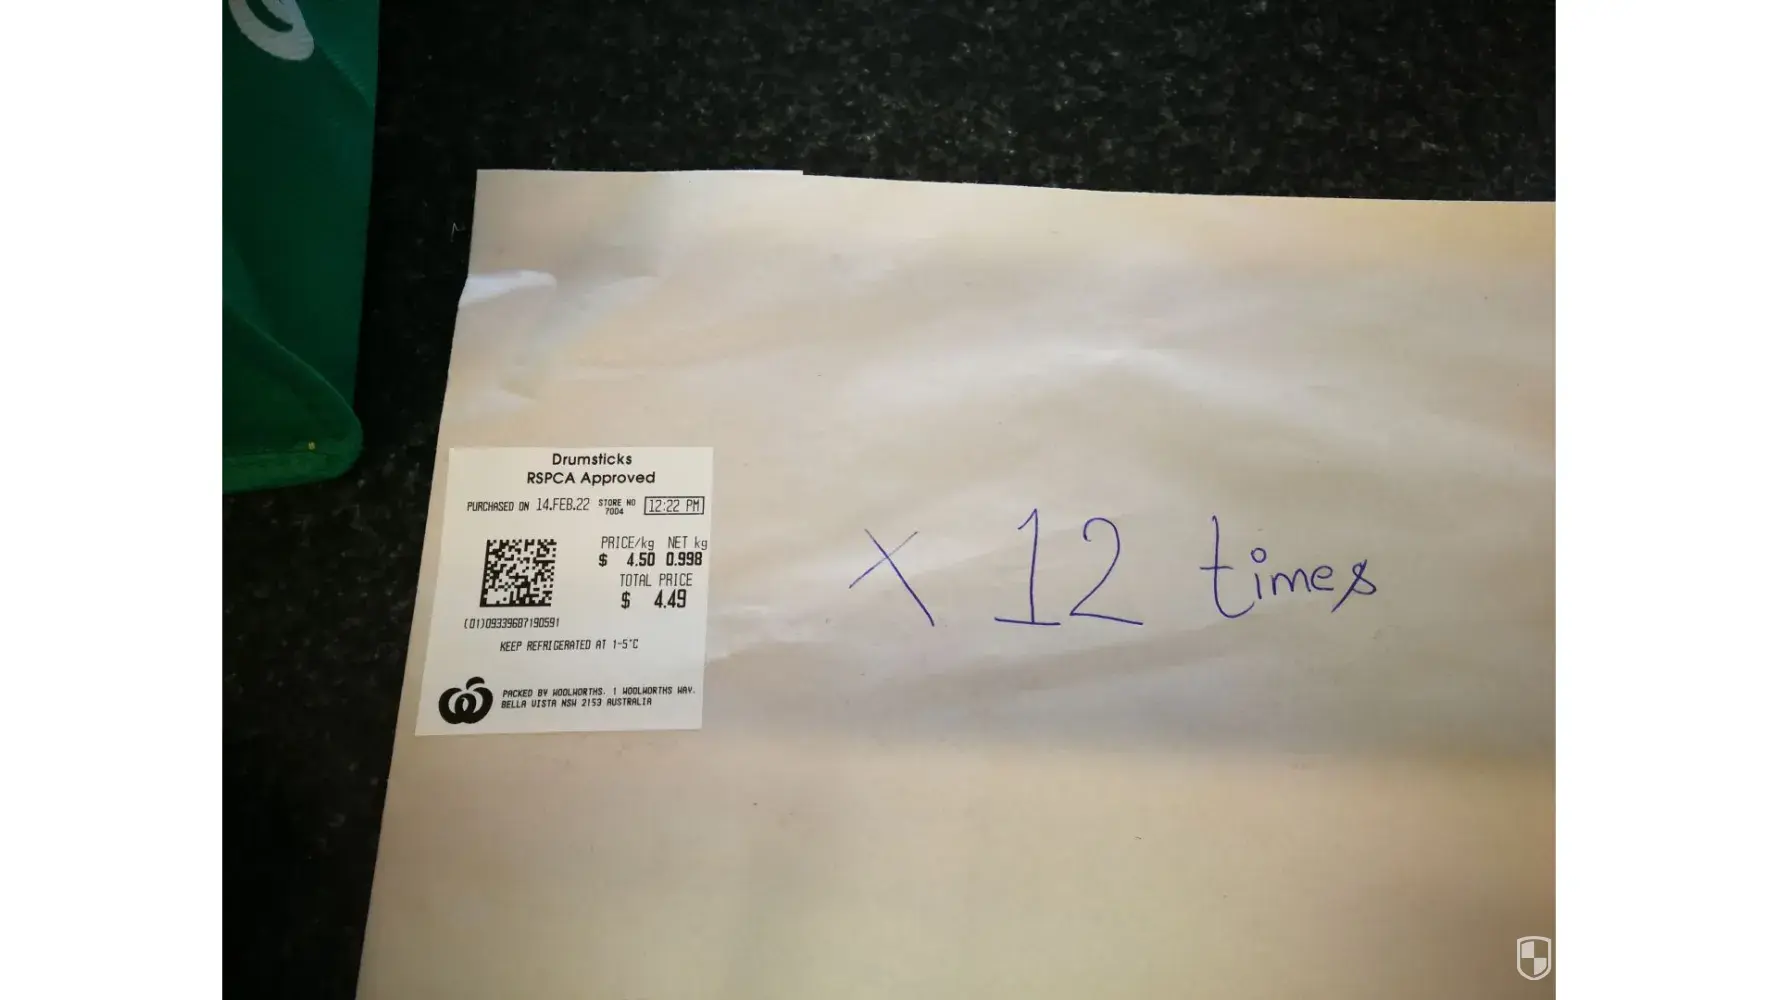 Drumsticks
RSPCA Approved
PURCHASED ON 14.FEB.22 STORE NO 7004 12:22 PM
PRICE/kg NET kg
$ 4.50 0.998
TOTAL PRICE
$ 4.49
(01)09339687190591
KEEP REFRIGERATED AT 1-5°C
PACKED BY WOOLWORTHS. 1 WOOLWORTHS WAY.
BELLA VISTA NSW 2153 AUSTRALIA
x 12 times